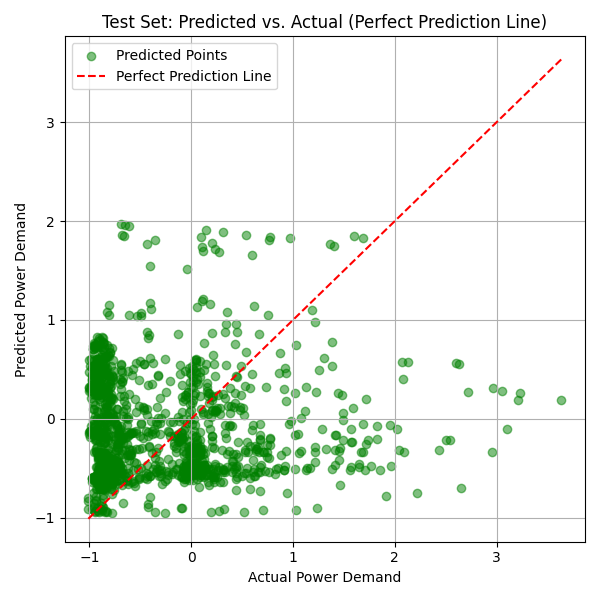 Test Set: Predicted vs. Actual (Perfect Prediction Line)
Predicted Points
Perfect Prediction Line
3
2
1
0
−1
Predicted Power Demand
−1 0 1 2 3
Actual Power Demand